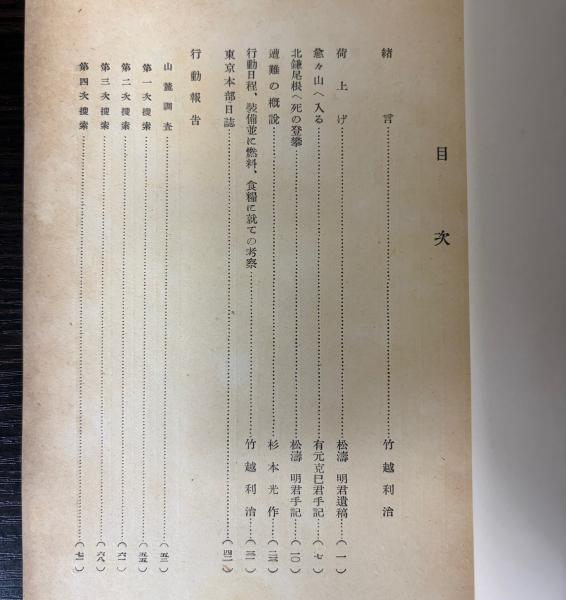 目次
緒言………竹越利治
荷上げ………松濤明君遺稿…(一)
愈々山へ入る………有元克巳君手記…(七)
北鎌尾根へ死の登攀………松濤明君手記…(一〇)
遭難の概説………杉本光作…(二三)
行動日程、装備並に燃料、食糧に就ての考察………竹越利治…(三一)
東京本部日誌………(四二)
行動報告
山麓調査………(五三)
第一次捜索………(五五)
第二次捜索………(六一)
第三次捜索………(六八)
第四次捜索………(七一)